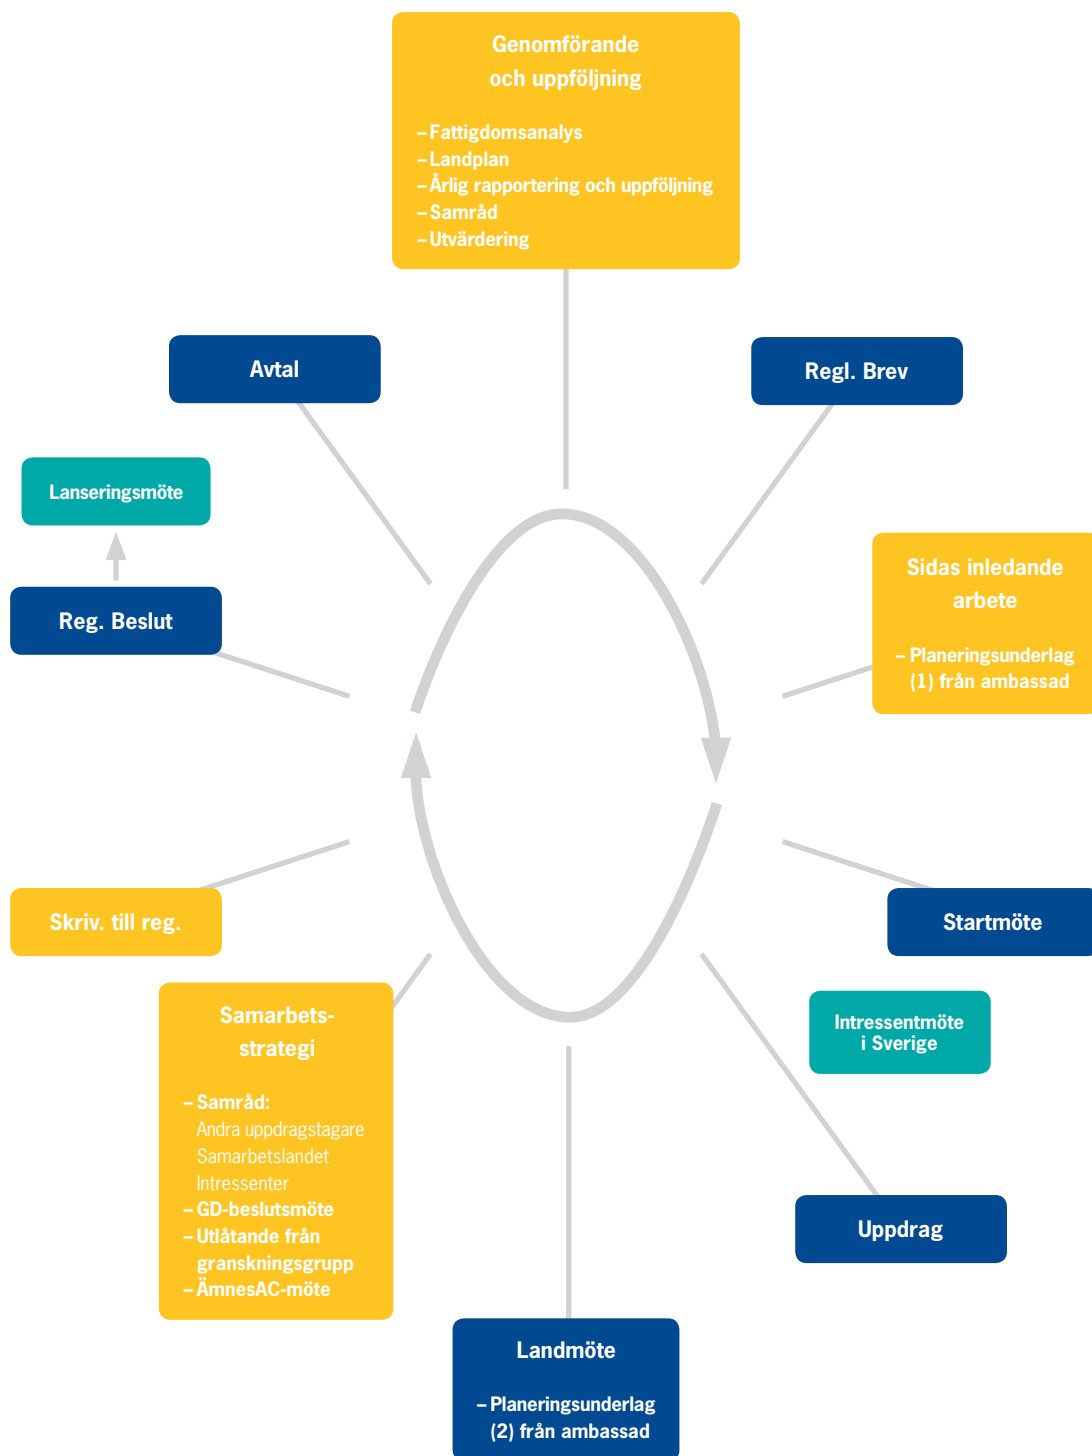 Genomförande
och uppföljning
– Fattigdomsanalys
– Landplan
– Årlig rapportering och uppföljning
– Samråd
– Utvärdering
Avtal
Regl. Brev
Lanseringsmöte
Reg. Beslut
Sidas inledande
arbete
– Planeringsunderlag
(1) från ambassad
Skriv. till reg.
Startmöte
Samarbets-
strategi
– Samråd:
Andra uppdragstagare
Samarbetslandet
Intressenter
– GD-beslutsmöte
– Utlåtande från
granskningsgrupp
– ÄmnesAC-möte
Intressentmöte
i Sverige
Uppdrag
Landmöte
– Planeringsunderlag
(2) från ambassad